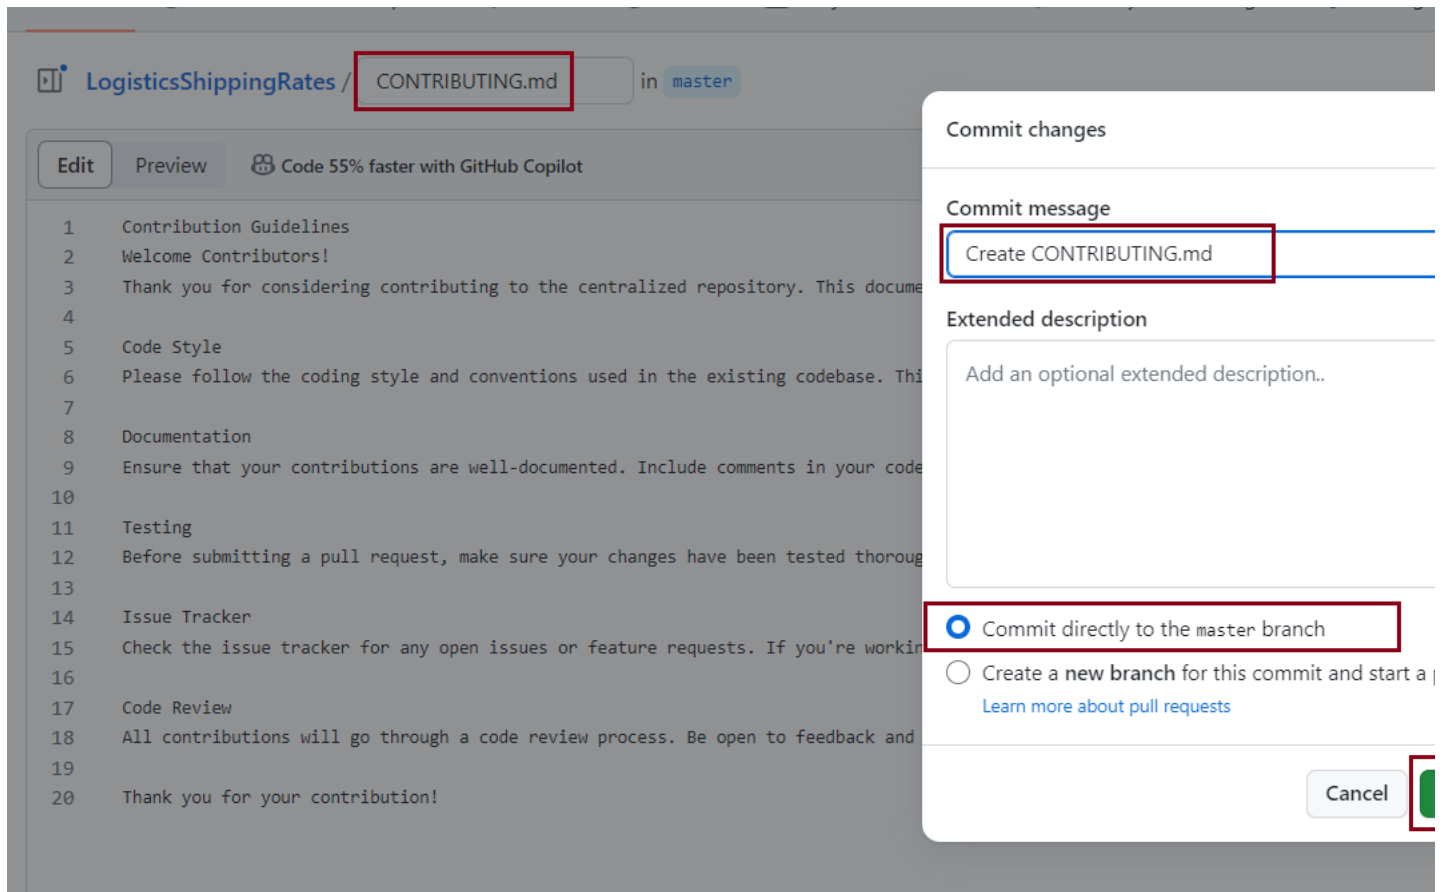 LogisticsShippingRates / CONTRIBUTING.md in master
Edit Preview Code 55% faster with GitHub Copilot
1 Contribution Guidelines
2 Welcome Contributors!
3 Thank you for considering contributing to the centralized repository. This docume
4
5 Code Style
6 Please follow the coding style and conventions used in the existing codebase. Thi
7
8 Documentation
9 Ensure that your contributions are well-documented. Include comments in your code
10
11 Testing
12 Before submitting a pull request, make sure your changes have been tested thoroug
13
14 Issue Tracker
15 Check the issue tracker for any open issues or feature requests. If you're workin
16
17 Code Review
18 All contributions will go through a code review process. Be open to feedback and
19
20 Thank you for your contribution!
Commit changes
Commit message
Create CONTRIBUTING.md
Extended description
Add an optional extended description..
Commit directly to the master branch
Create a new branch for this commit and start a
Learn more about pull requests
Cancel